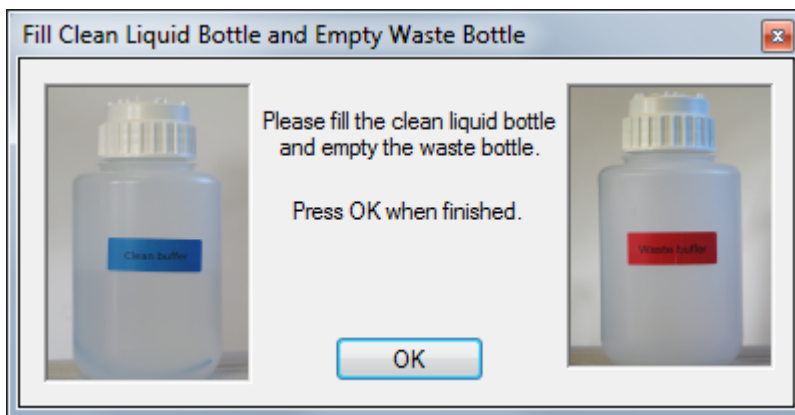 Fill Clean Liquid Bottle and Empty Waste Bottle
Please fill the clean liquid bottle
and empty the waste bottle.
Press OK when finished.
Clean buffer
Waste buffer
OK